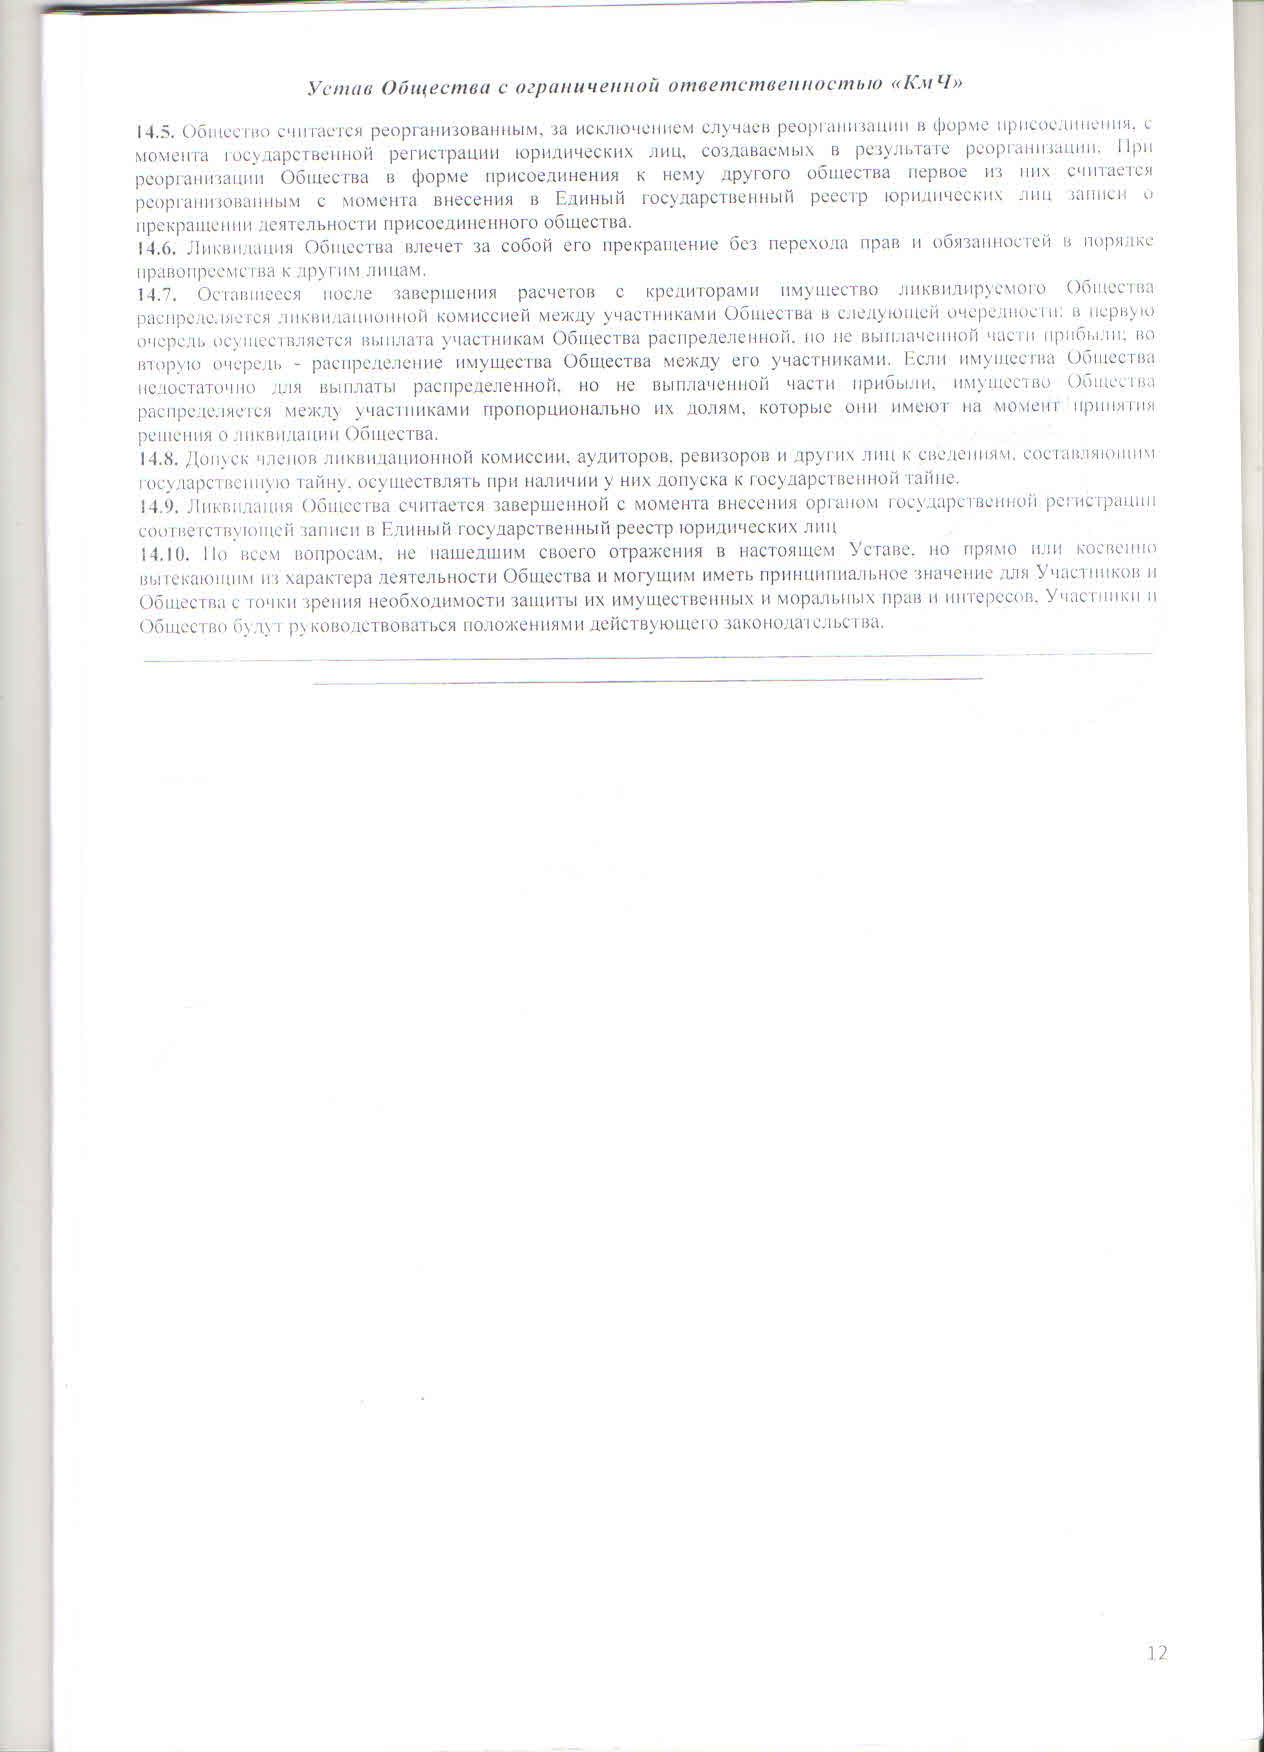 Устав Общества с ограниченной ответственностью «КмЧ»
14.5. Общество считается реорганизованным, за исключением случаев реорганизации в форме присоединения, с
момента государственной регистрации юридических лиц, создаваемых в результате реорганизации. При
реорганизации Общества в форме присоединения к нему другого общества первое из них считается
реорганизованным с момента внесения в Единый государственный реестр юридических лиц записи о
прекращении деятельности присоединенного общества.
14.6. Ликвидация Общества влечет за собой его прекращение без перехода прав и обязанностей в порядке
правопреемства к другим лицам.
14.7. Оставшееся после завершения расчетов с кредиторами имущество ликвидируемого Общества
распределяется ликвидационной комиссией между участниками Общества в следующей очередности: в первую
очередь осуществляется выплата участникам Общества распределенной, но не выплаченной части прибыли; во
вторую очередь - распределение имущества Общества между его участниками. Если имущества Общества
недостаточно для выплаты распределенной, но не выплаченной части прибыли, имущество Общества
распределяется между участниками пропорционально их долям, которые они имеют на момент принятия
решения о ликвидации Общества.
14.8. Допуск членов ликвидационной комиссии, аудиторов, ревизоров и других лиц к сведениям, составляющим
государственную тайну, осуществлять при наличии у них допуска к государственной тайне.
14.9. Ликвидация Общества считается завершенной с момента внесения органом государственной регистрации
соответствующей записи в Единый государственный реестр юридических лиц
14.10. По всем вопросам, не нашедшим своего отражения в настоящем Уставе, но прямо или косвенно
вытекающим из характера деятельности Общества и могущим иметь принципиальное значение для Участников и
Общества с точки зрения необходимости защиты их имущественных и моральных прав и интересов, Участники и
Общество будут руководствоваться положениями действующего законодательства.
12